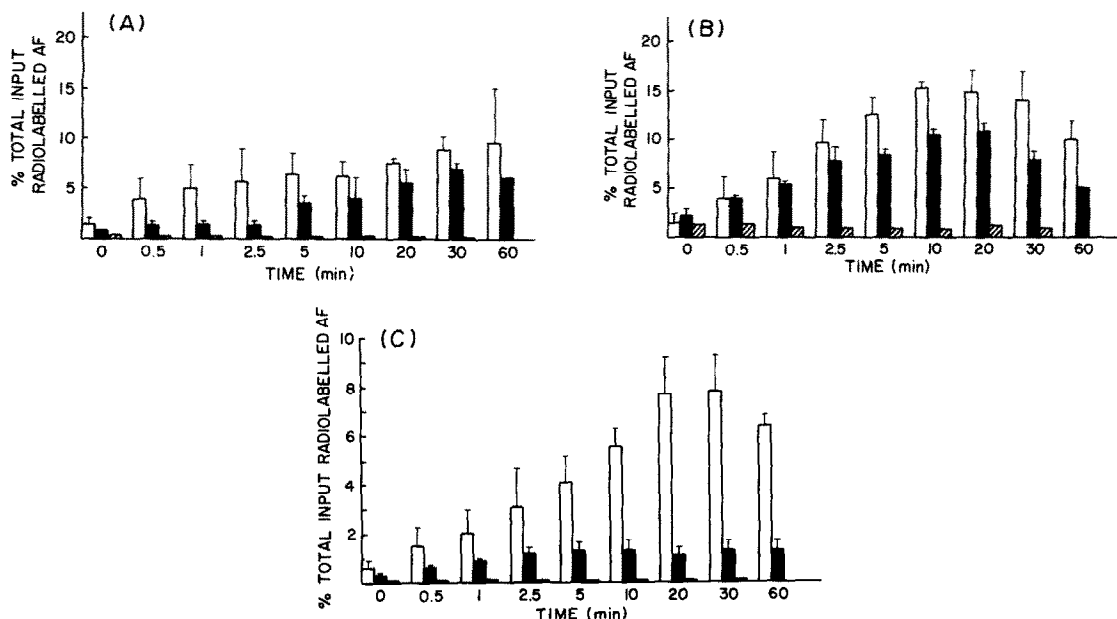 (A)
% TOTAL INPUT
RADIOLABELLED AF
20
15
10
5
0 0.5 1 2.5 5 10 20 30 60
TIME (min)
(B)
% TOTAL INPUT
RADIOLABELLED AF
20
15
10
5
0 0.5 1 2.5 5 10 20 30 60
TIME (min)
(C)
% TOTAL INPUT RADIOLABELLED AF
10
8
6
4
2
0 0.5 1 2.5 5 10 20 30 60
TIME (min)